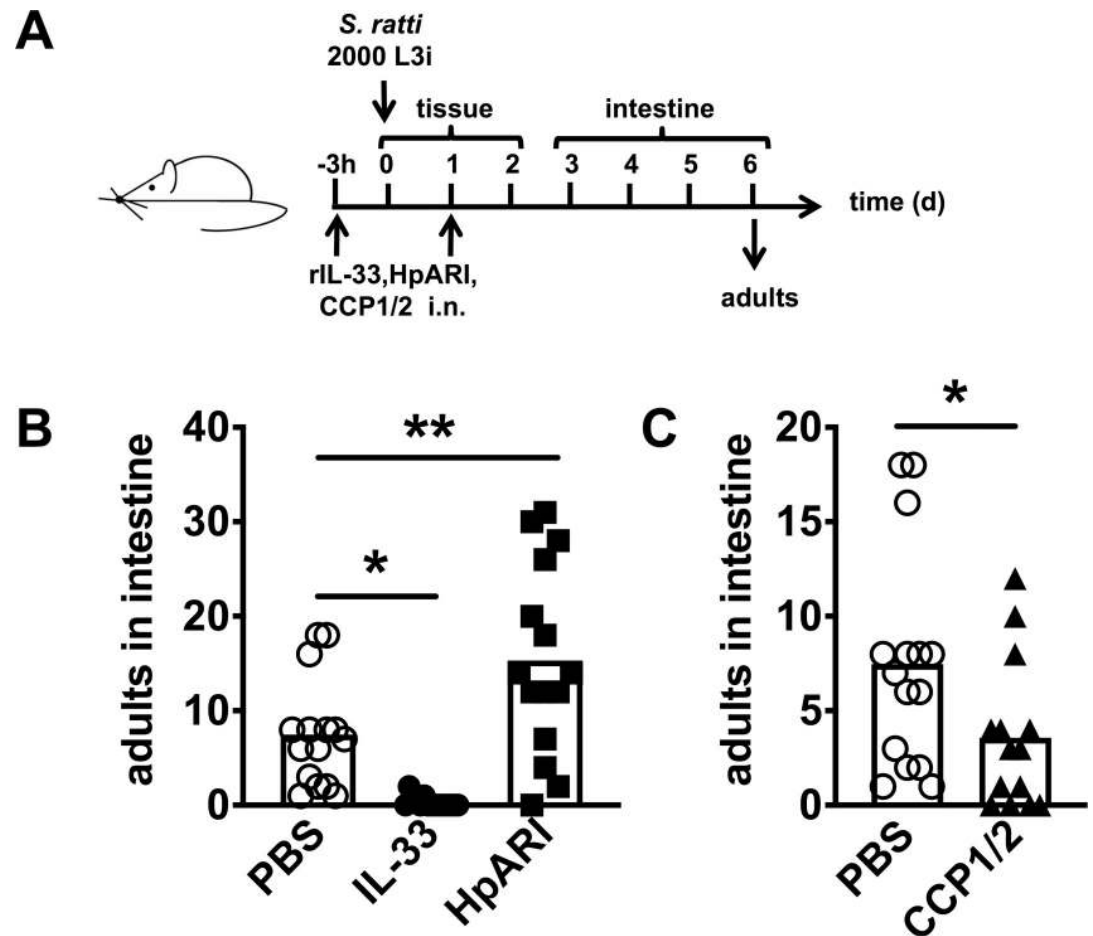 A
S. ratti
2000 L3i
tissue
intestine
-3h 0 1 2 3 4 5 6
time (d)
rIL-33,HpARI,
CCP1/2 i.n.
adults
B
adults in intestine
40
30
20
10
0
**
*
PBS
IL-33
HpARI
C
adults in intestine
20
15
10
5
0
*
PBS
CCP1/2